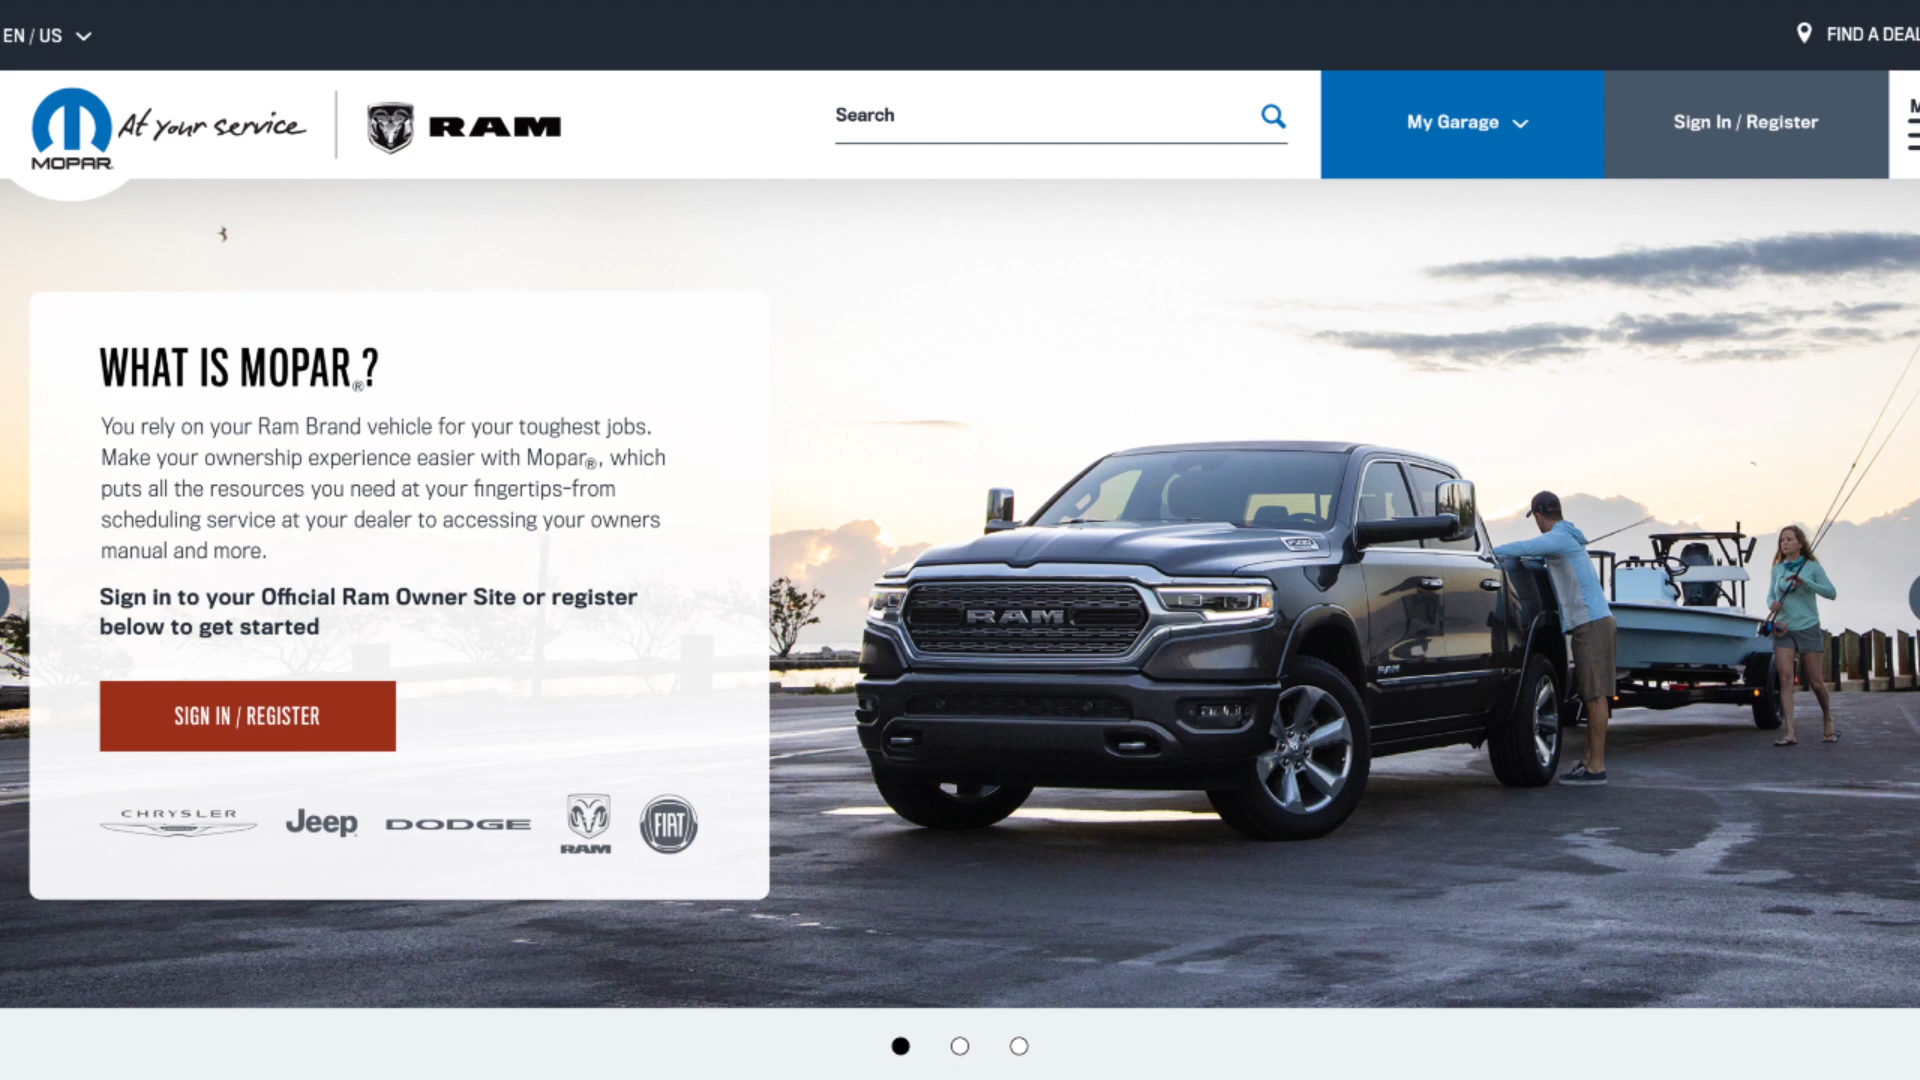 EN / US
FIND A DEAL
MOPAR
At your service
RAM
Search
My Garage
Sign In / Register
M
WHAT IS MOPAR®?
You rely on your Ram Brand vehicle for your toughest jobs.
Make your ownership experience easier with Mopar®, which
puts all the resources you need at your fingertips-from
scheduling service at your dealer to accessing your owners
manual and more.
Sign in to your Official Ram Owner Site or register
below to get started
SIGN IN / REGISTER
CHRYSLER
Jeep
DODGE
RAM
FIAT
RAM
RAM